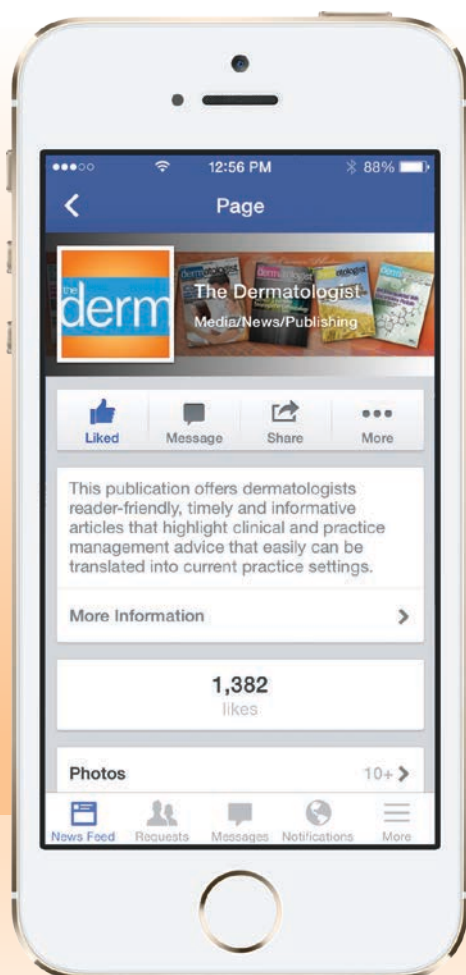 12:56 PM
88%
Page
the
derm
The Dermatologist
Media/News/Publishing
Liked
Message
Share
More
This publication offers dermatologists
reader-friendly, timely and informative
articles that highlight clinical and practice
management advice that easily can be
translated into current practice settings.
More Information
1,382
likes
Photos
10+
News Feed
Requests
Messages
Notifications
More